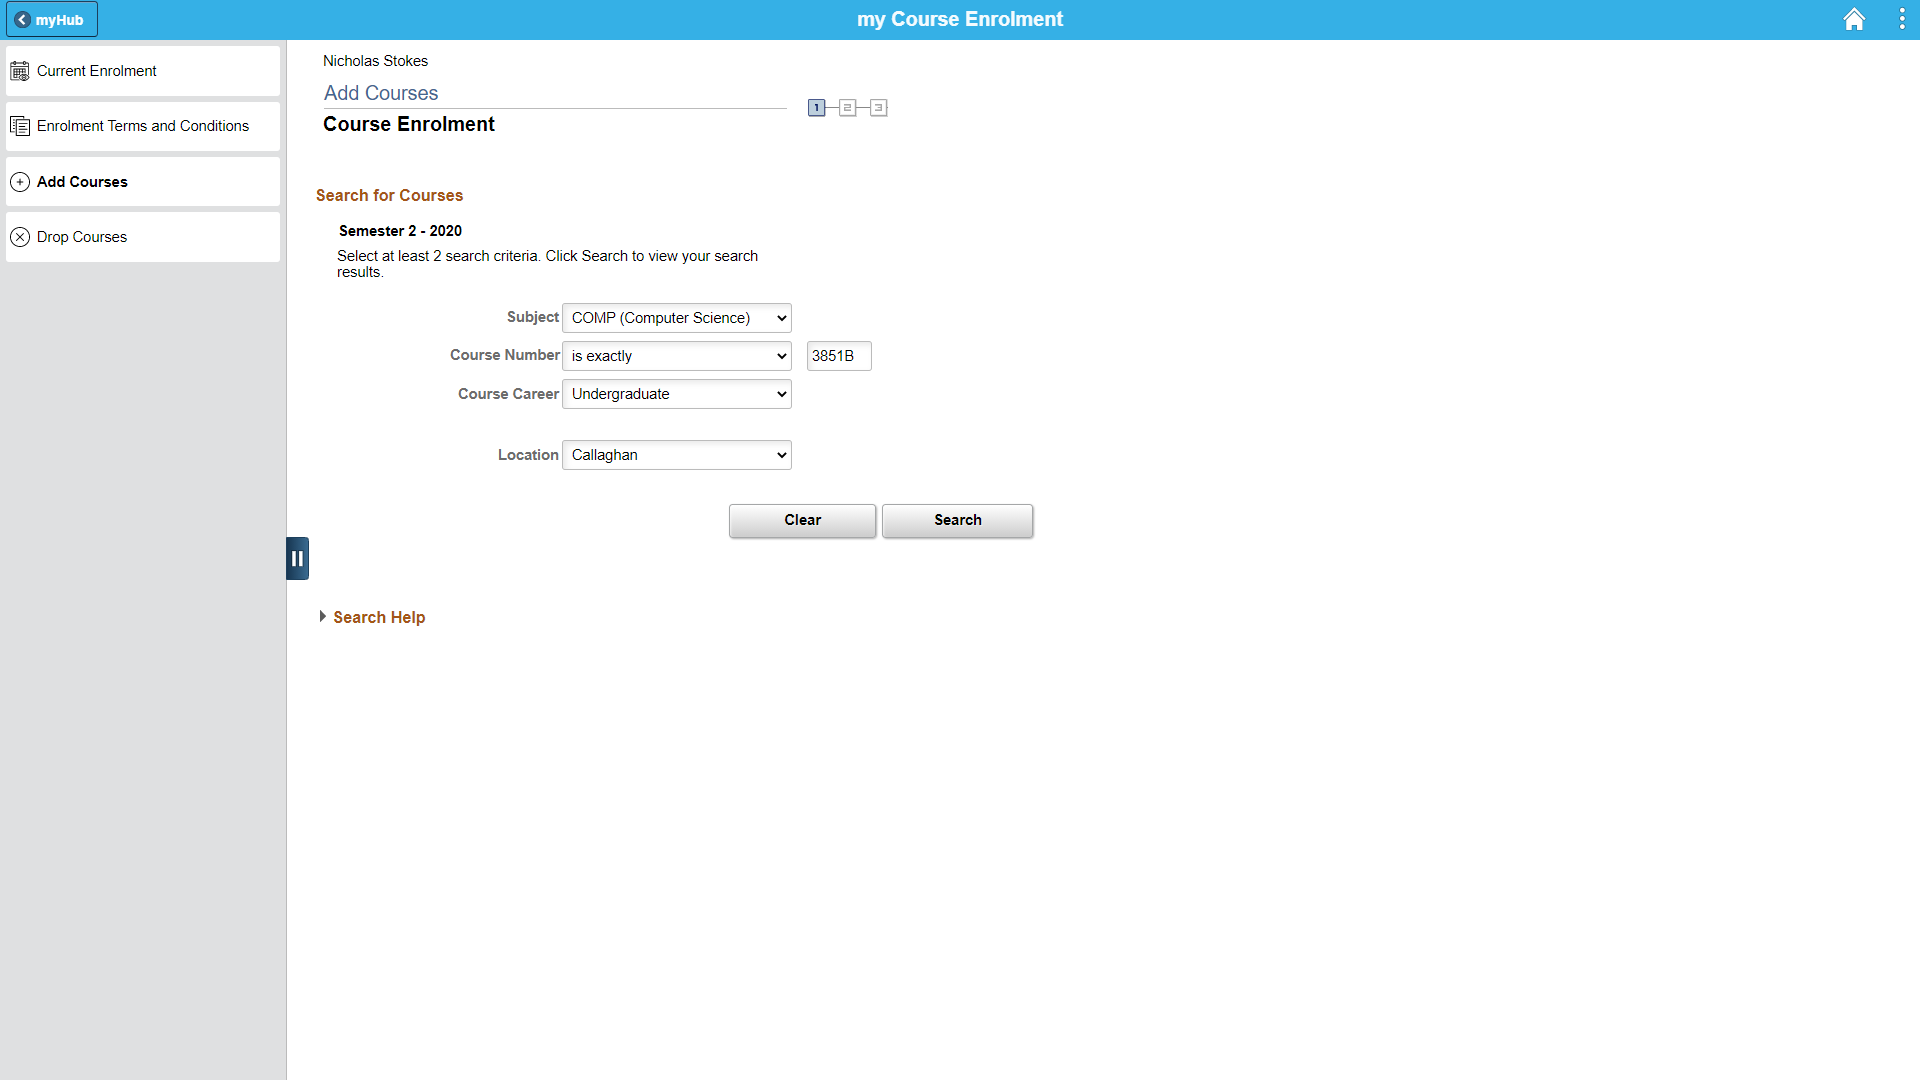 myHub
my Course Enrolment
Current Enrolment
Enrolment Terms and Conditions
Add Courses
Drop Courses
Nicholas Stokes
Add Courses
1 2 3
Course Enrolment
Search for Courses
Semester 2 - 2020
Select at least 2 search criteria. Click Search to view your search
results.
Subject COMP (Computer Science)
Course Number is exactly 3851B
Course Career Undergraduate
Location Callaghan
Clear Search
Search Help